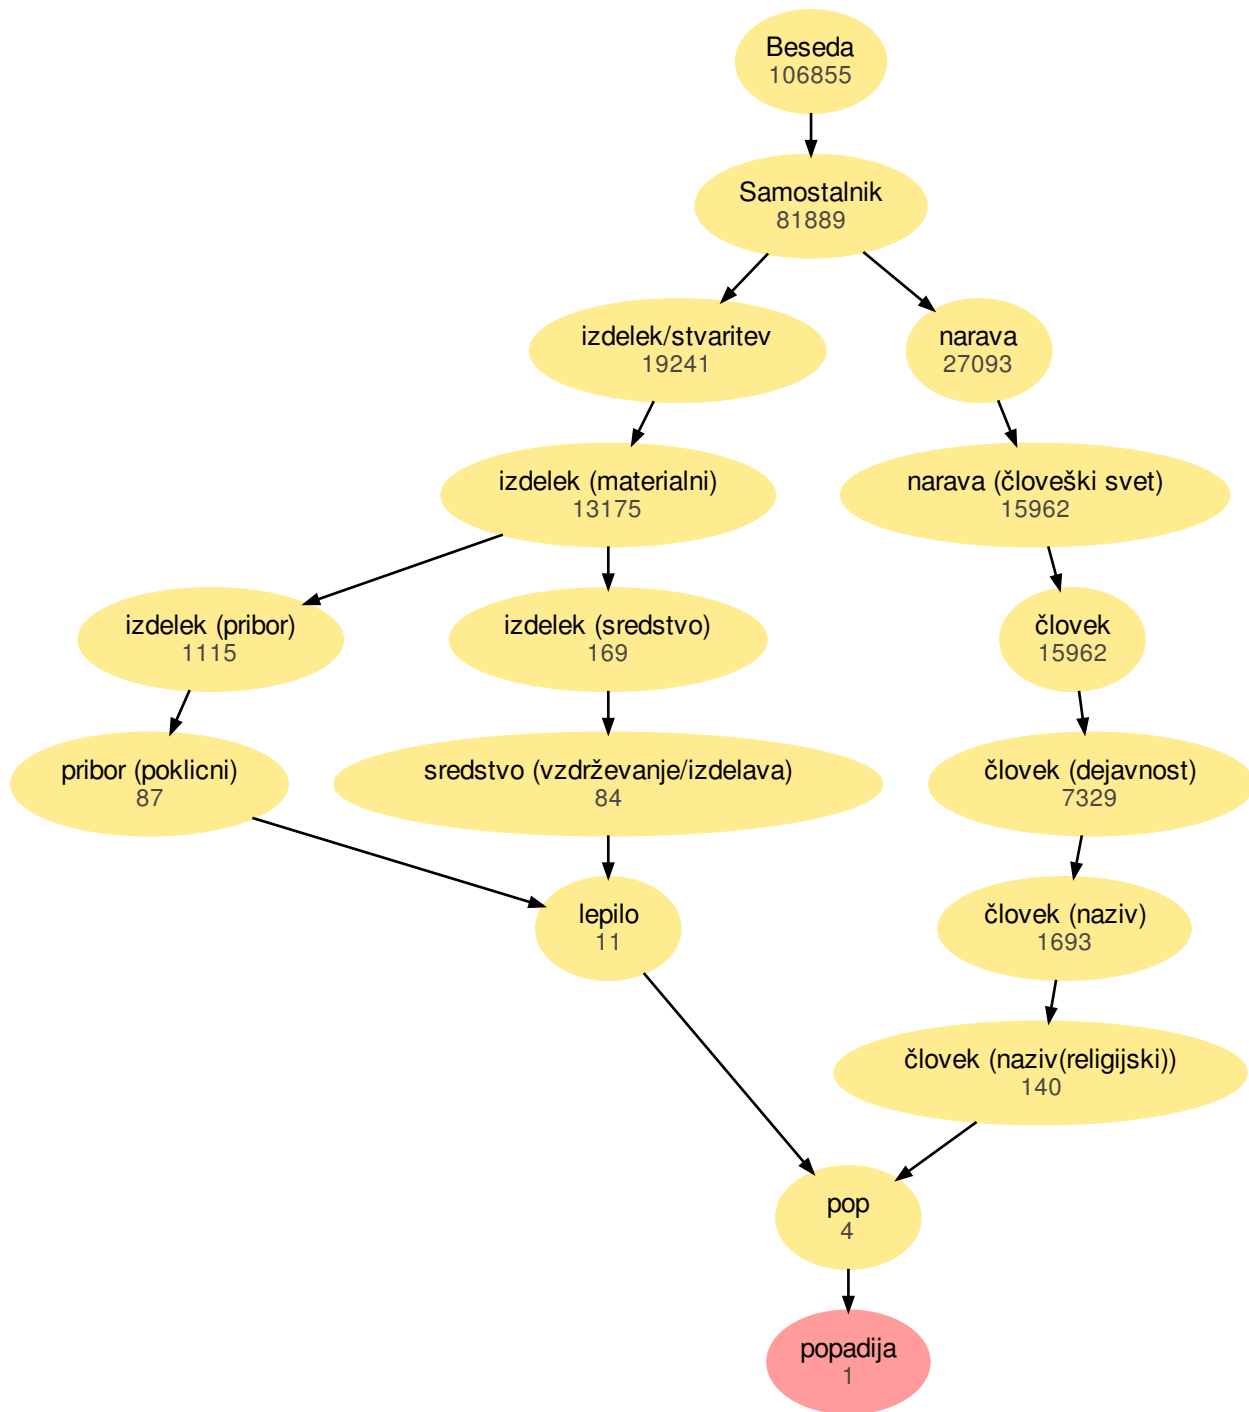 Beseda
106855
Samostalnik
81889
izdelek/stvaritev
19241
narava
27093
izdelek (materialni)
13175
narava (človeški svet)
15962
izdelek (pribor)
1115
izdelek (sredstvo)
169
človek
15962
pribor (poklicni)
87
sredstvo (vzdrževanje/izdelava)
84
človek (dejavnost)
7329
lepilo
11
človek (naziv)
1693
človek (naziv(religijski))
140
pop
4
popadija
1